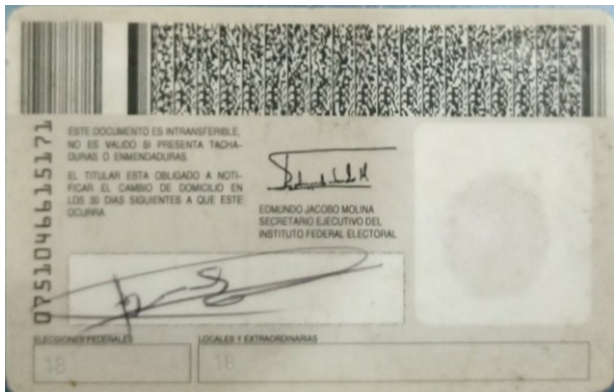 0751046615171
ESTE DOCUMENTO ES INTRANSFERIBLE,
NO ES VALIDO SI PRESENTA TACHA-
DURAS O ENMENDADURAS.
EL TITULAR ESTA OBLIGADO A NOTI-
FICAR EL CAMBIO DE DOMICILIO EN
LOS 30 DIAS SIGUIENTES A QUE ESTE
OCURRA.
EDMUNDO JACOBO MOLINA
SECRETARIO EJECUTIVO DEL
INSTITUTO FEDERAL ELECTORAL
ELECCIONES FEDERALES
LOCALES Y EXTRAORDINARIAS
18
18